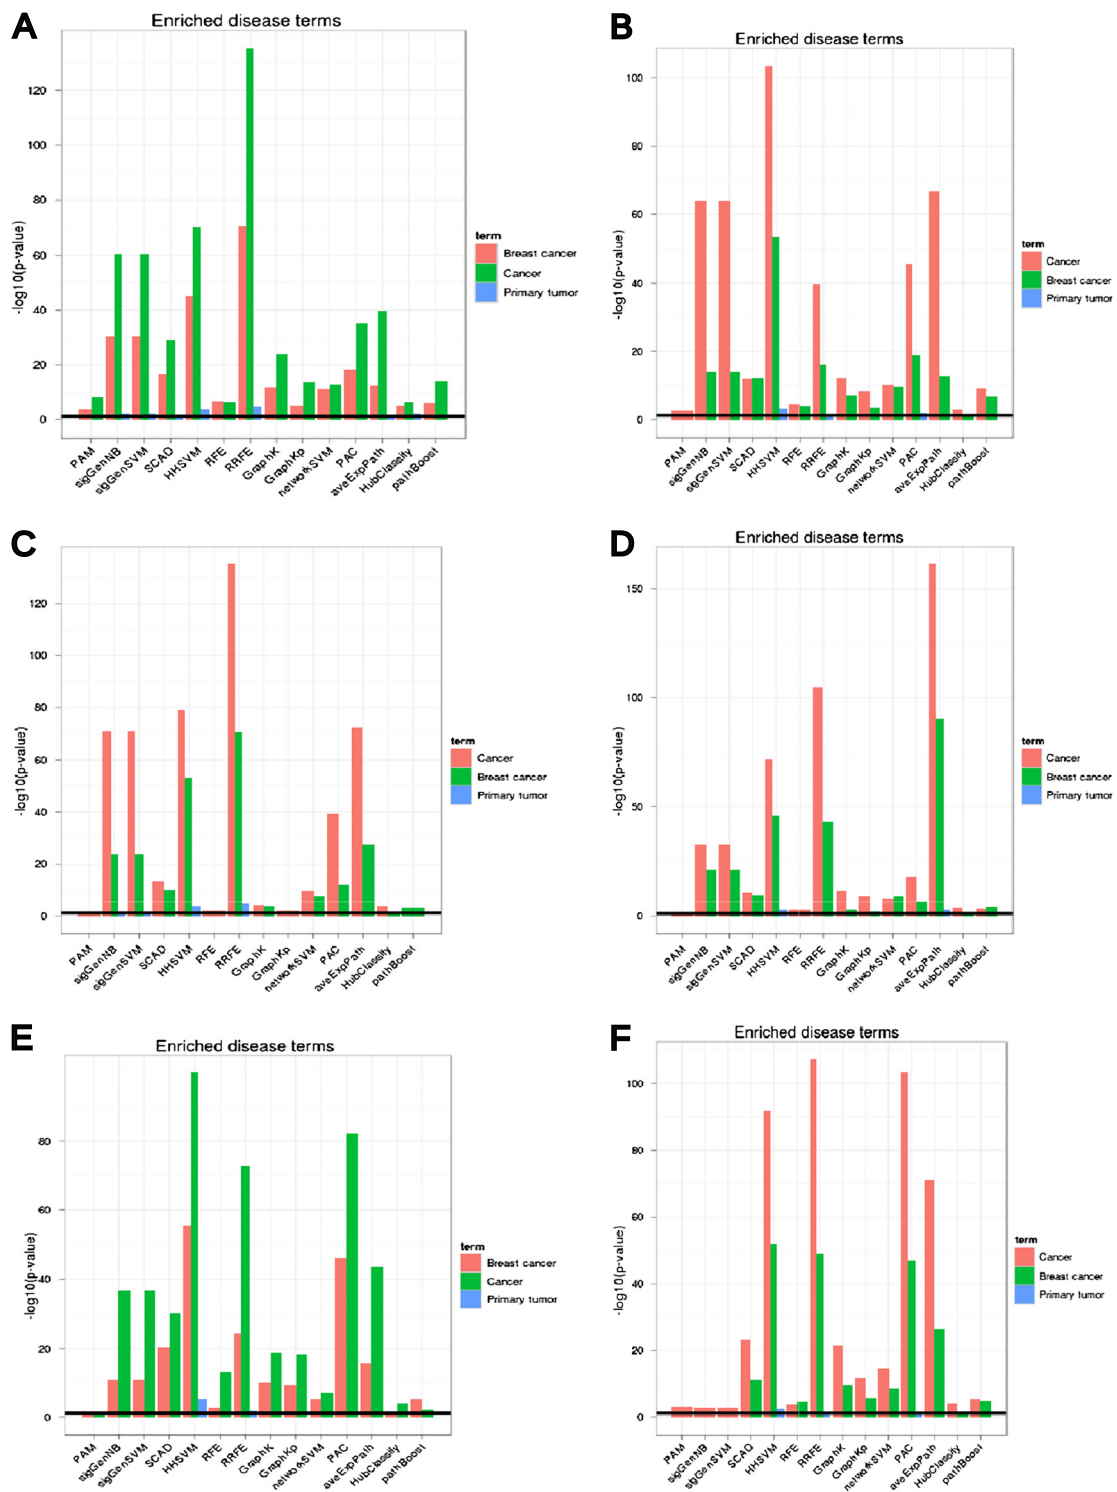 A
Enriched disease terms
120
100
80
60
40
20
0
-log10(p-value)
PAM
sigGenNB
sigGenSVM
SCAD
HHSVM
RFE
RRFE
GraphK
GraphKp
networkSVM
PAC
aveExpPath
HubClassify
pathBoost
term
Breast cancer
Cancer
Primary tumor
B
Enriched disease terms
100
80
60
40
20
0
-log10(p-value)
PAM
sigGenNB
sigGenSVM
SCAD
HHSVM
RFE
RRFE
GraphK
GraphKp
networkSVM
PAC
aveExpPath
HubClassify
pathBoost
term
Cancer
Breast cancer
Primary tumor
C
120
100
80
60
40
20
0
-log10(p-value)
PAM
sigGenNB
sigGenSVM
SCAD
HHSVM
RFE
RRFE
GraphK
GraphKp
networkSVM
PAC
aveExpPath
HubClassify
pathBoost
term
Cancer
Breast cancer
Primary tumor
D
Enriched disease terms
150
100
50
0
-log10(p-value)
PAM
sigGenNB
sigGenSVM
SCAD
HHSVM
RFE
RRFE
GraphK
GraphKp
networkSVM
PAC
aveExpPath
HubClassify
pathBoost
term
Cancer
Breast cancer
Primary tumor
E
Enriched disease terms
80
60
40
20
0
-log10(p-value)
PAM
sigGenNB
sigGenSVM
SCAD
HHSVM
RFE
RRFE
GraphK
GraphKp
networkSVM
PAC
aveExpPath
HubClassify
pathBoost
term
Breast cancer
Cancer
Primary tumor
F
Enriched disease terms
100
80
60
40
20
0
-log10(p-value)
PAM
sigGenNB
sigGenSVM
SCAD
HHSVM
RFE
RRFE
GraphK
GraphKp
networkSVM
PAC
aveExpPath
HubClassify
pathBoost
term
Cancer
Breast cancer
Primary tumor